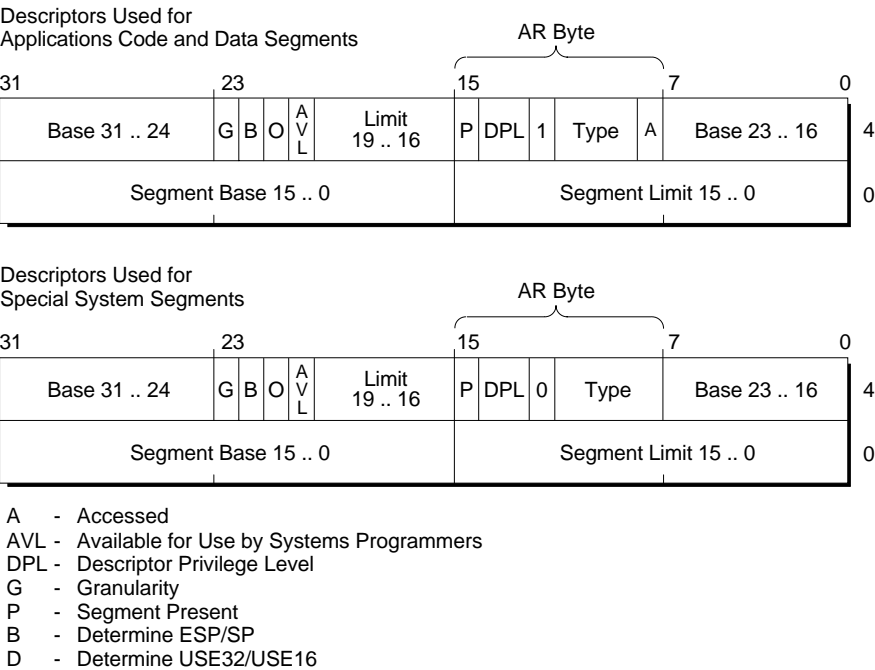 Descriptors Used for
Applications Code and Data Segments
AR Byte
31 23 15 7 0
Base 31 .. 24 G B O AVL Limit 19 .. 16 P DPL 1 Type A Base 23 .. 16 4
Segment Base 15 .. 0 Segment Limit 15 .. 0 0
Descriptors Used for
Special System Segments
AR Byte
31 23 15 7 0
Base 31 .. 24 G B O AVL Limit 19 .. 16 P DPL 0 Type Base 23 .. 16 4
Segment Base 15 .. 0 Segment Limit 15 .. 0 0
A - Accessed
AVL - Available for Use by Systems Programmers
DPL - Descriptor Privilege Level
G - Granularity
P - Segment Present
B - Determine ESP/SP
D - Determine USE32/USE16